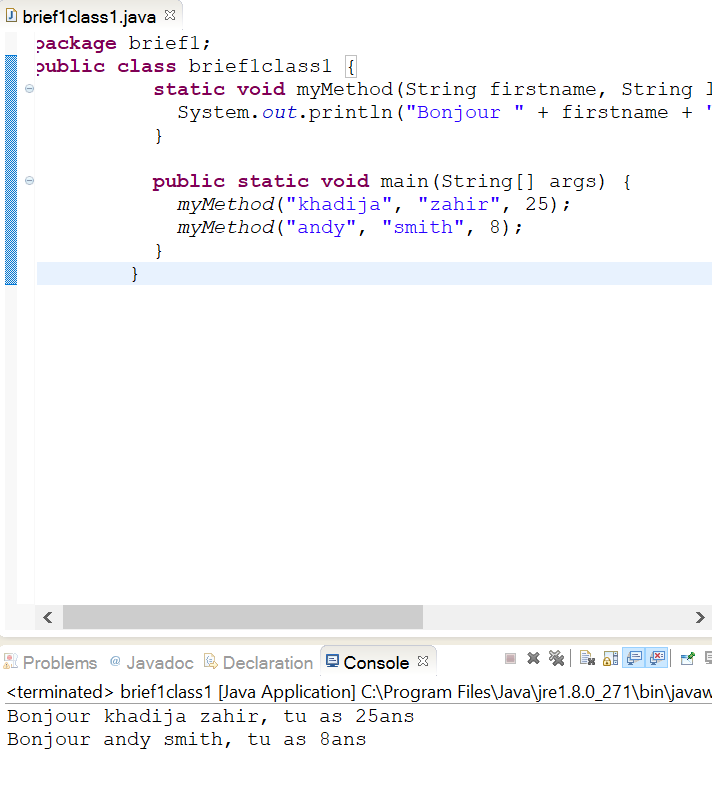 brief1class1.java
package brief1;
public class brief1class1 {
static void myMethod(String firstname, String
System.out.println("Bonjour " + firstname + "
}
public static void main(String[] args) {
myMethod("khadija", "zahir", 25);
myMethod("andy", "smith", 8);
}
}
Problems @ Javadoc Declaration Console
<terminated> brief1class1 [Java Application] C:\Program Files\Java\jre1.8.0_271\bin\javaw
Bonjour khadija zahir, tu as 25ans
Bonjour andy smith, tu as 8ans